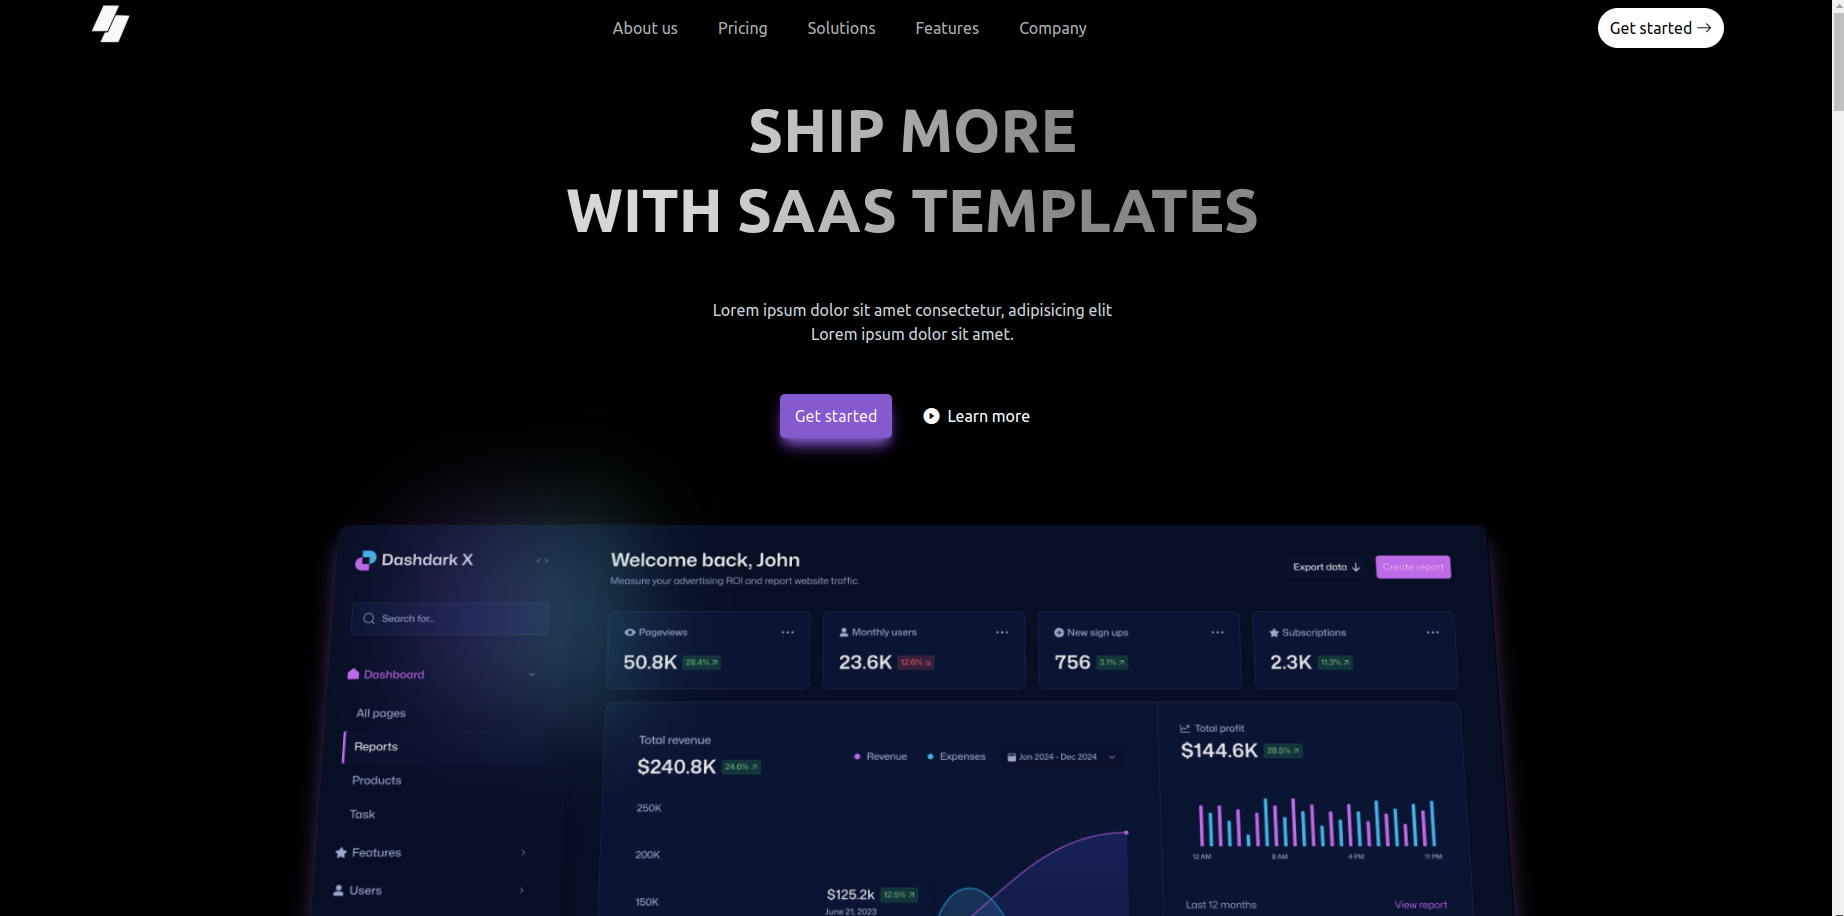 About us
Pricing
Solutions
Features
Company
Get started
SHIP MORE
WITH SAAS TEMPLATES
Lorem ipsum dolor sit amet consectetur, adipisicing elit
Lorem ipsum dolor sit amet.
Get started
Learn more
Dashdark X
Search for...
Dashboard
All pages
Reports
Products
Task
Features
Users
Welcome back, John
Measure your advertising ROI and report website traffic.
Export data
Create report
Pageviews
50.8K 28.4%
Monthly users
23.6K 12.6%
New sign ups
756 3.1%
Subscriptions
2.3K 11.3%
Total revenue
$240.8K 24.6%
Revenue
Expenses
Jan 2024 - Dec 2024
250K
200K
150K
$125.2k 12.5%
June 21, 2023
Total profit
$144.6K 28.5%
12 AM
8 AM
4 PM
11 PM
Last 12 months
View report